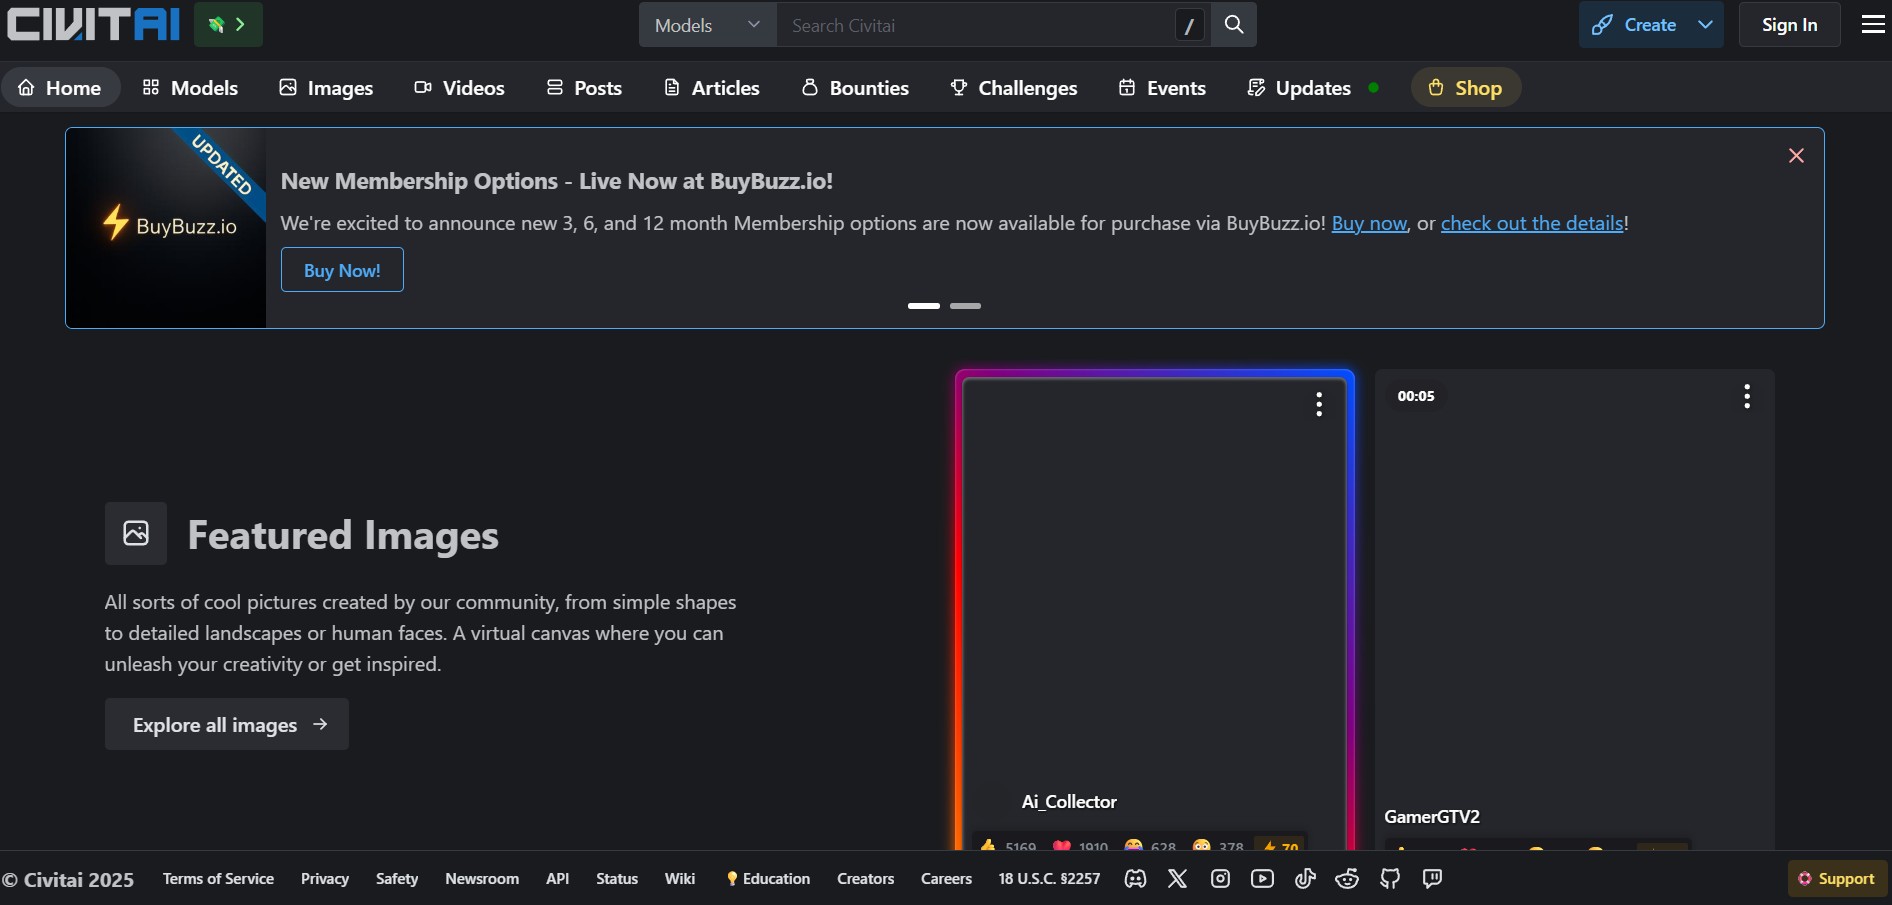 CIVITAI
Models
Search Civitai
/
Create
Sign In
Home
Models
Images
Videos
Posts
Articles
Bounties
Challenges
Events
Updates
Shop
UPDATED
BuyBuzz.io
New Membership Options - Live Now at BuyBuzz.io!
We're excited to announce new 3, 6, and 12 month Membership options are now available for purchase via BuyBuzz.io! Buy now, or check out the details!
Buy Now!
Featured Images
All sorts of cool pictures created by our community, from simple shapes
to detailed landscapes or human faces. A virtual canvas where you can
unleash your creativity or get inspired.
Explore all images
Ai_Collector
5169 1910 628 378 70
00:05
GamerGTV2
© Civitai 2025
Terms of Service
Privacy
Safety
Newsroom
API
Status
Wiki
Education
Creators
Careers
18 U.S.C. §2257
Support